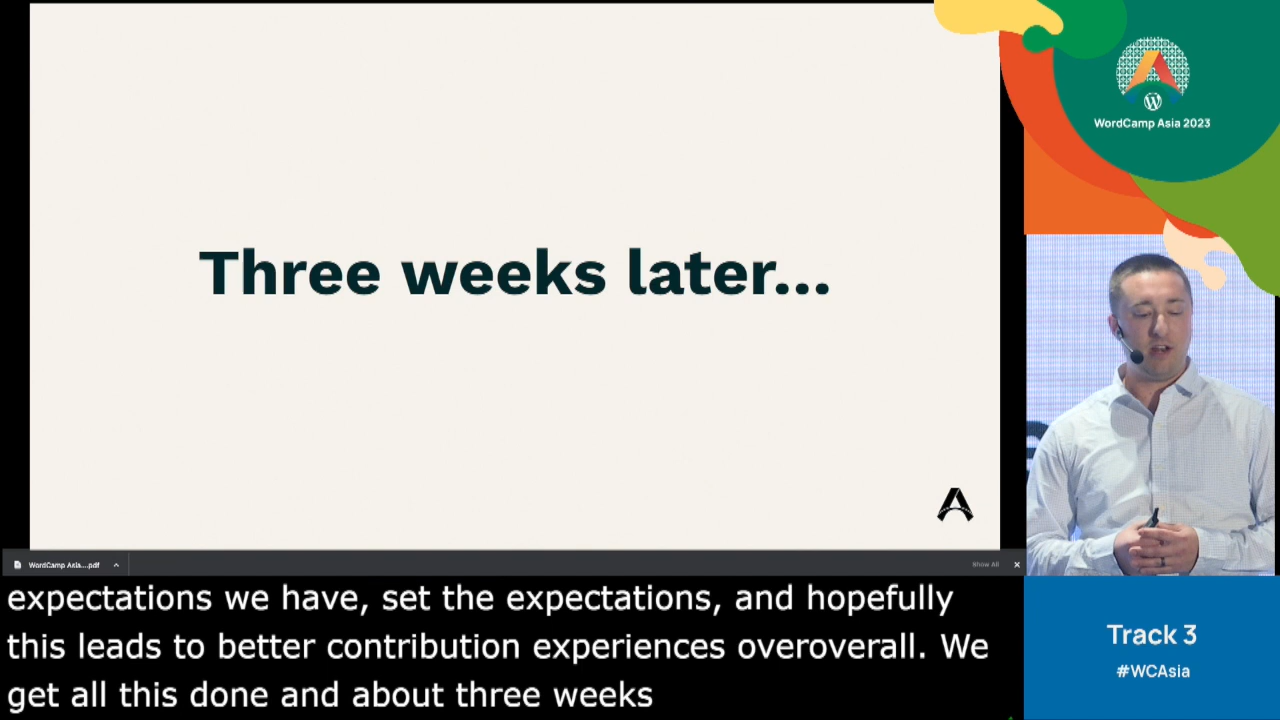 Three weeks later...
WordCamp Asia 2023
WordCamp Asia....pdf
Show All
expectations we have, set the expectations, and hopefully
this leads to better contribution experiences overoverall. We
get all this done and about three weeks
Track 3
#WCAsia